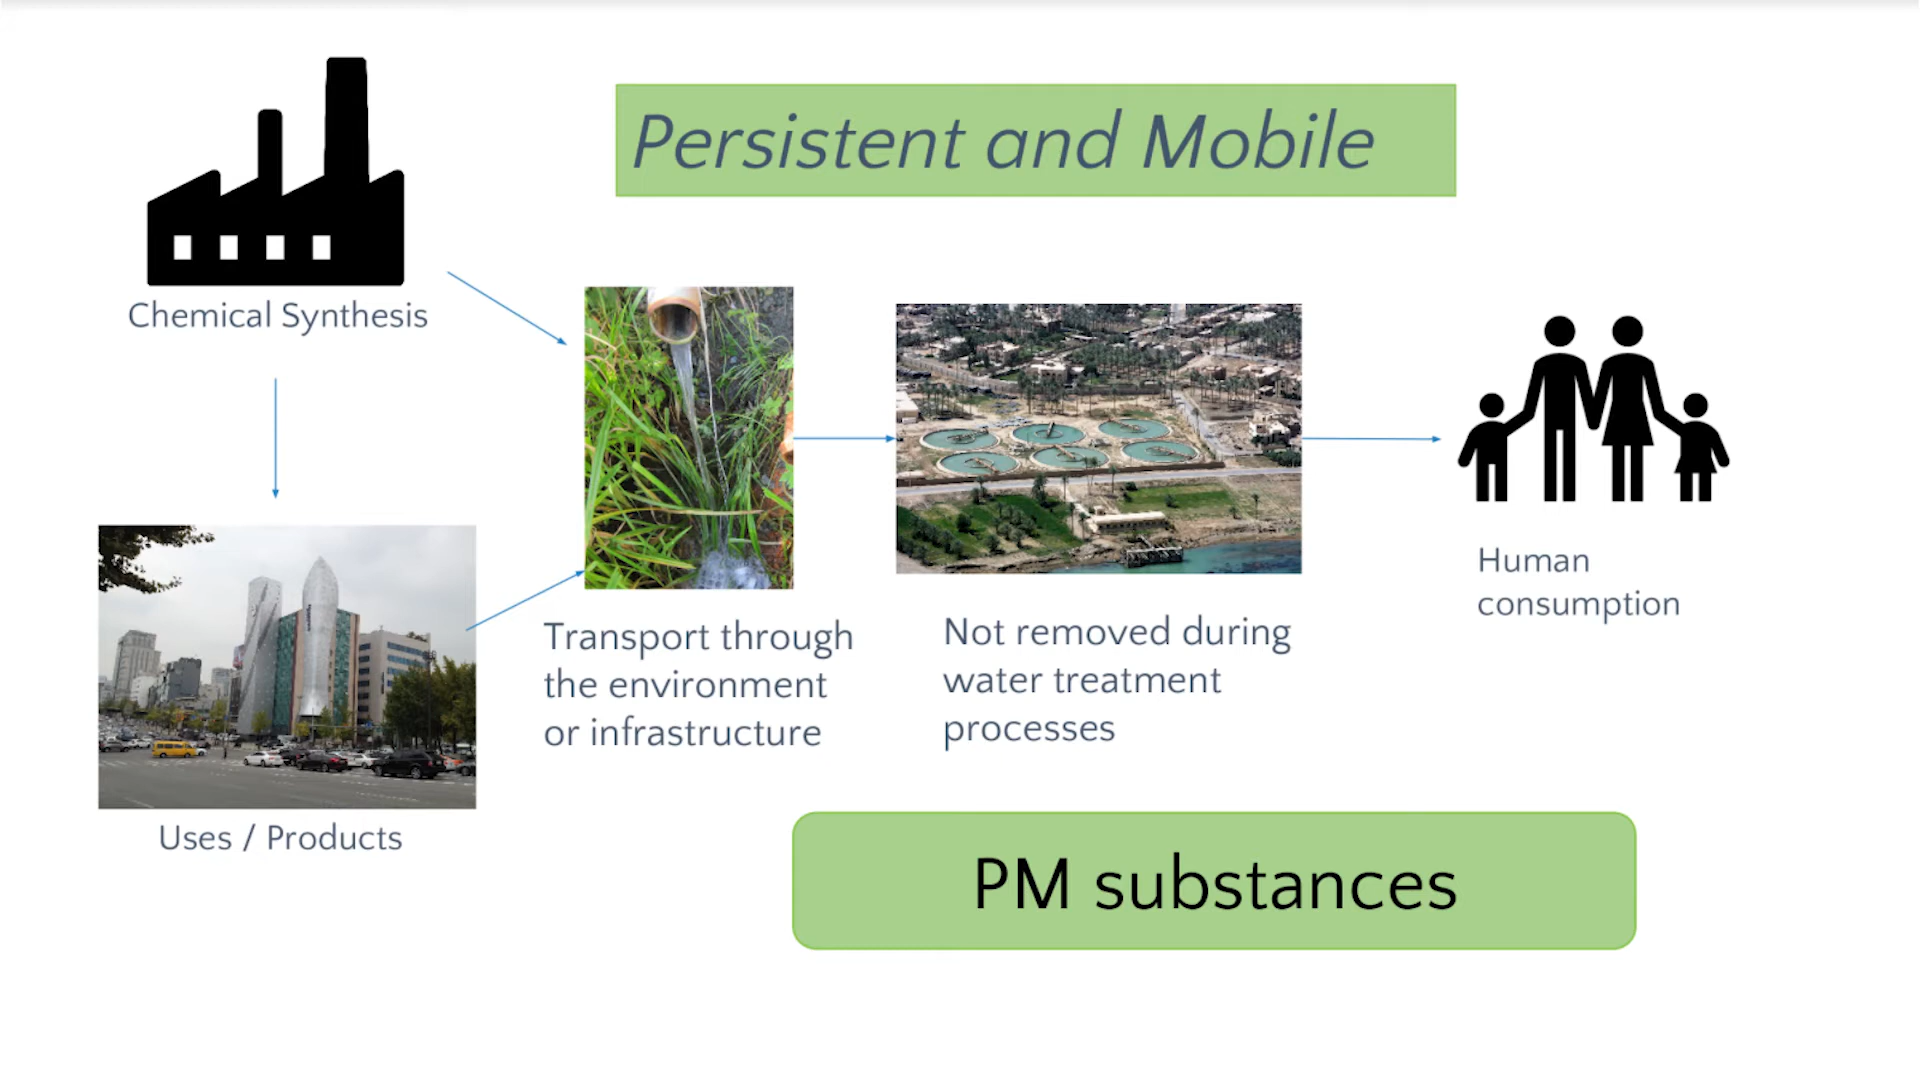 Persistent and Mobile
Chemical Synthesis
Uses / Products
Transport through
the environment
or infrastructure
Not removed during
water treatment
processes
Human
consumption
PM substances